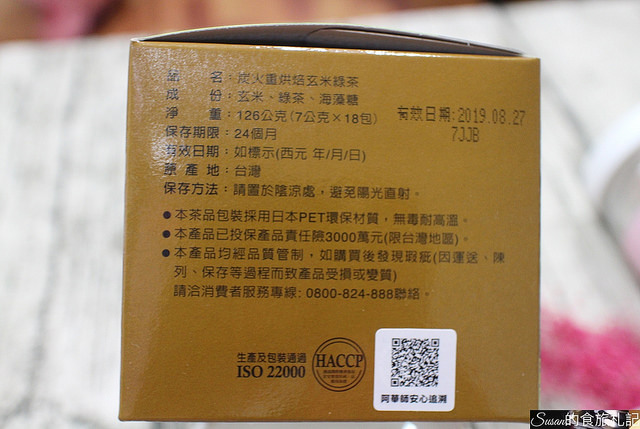 品　　名：炭火重烘焙玄米綠茶
成　　份：玄米、綠茶、海藻糖
淨　　重：126公克(7公克×18包)
保存期限：24個月
有效日期：如標示(西元 年/月/日)
原 產 地：台灣
保存方法：請置於陰涼處，避免陽光直射。
有效日期:2019.08.27
7JJB
●本茶品包裝採用日本PET環保材質，無毒耐高溫。
●本產品已投保產品責任險3000萬元(限台灣地區)。
●本產品均經品質管制，如購買後發現瑕疵(因運送、陳
列、保存等過程而致產品受損或變質)
請洽消費者服務專線: 0800-824-888聯絡。
生產及包裝通過
ISO 22000
HACCP
阿華師安心追溯
Susan的食旅札記